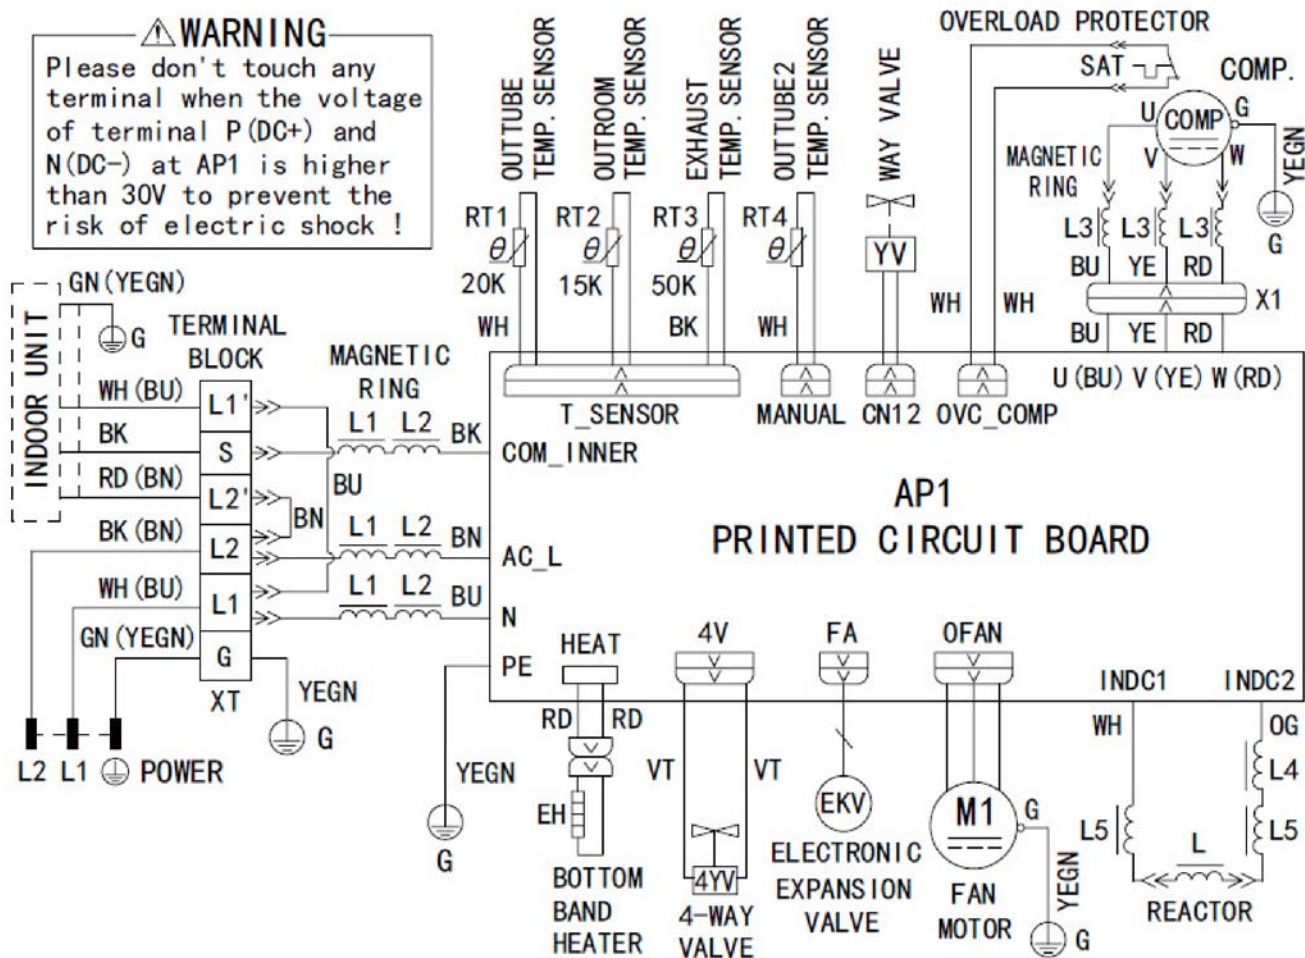 WARNING
Please don't touch any
terminal when the voltage
of terminal P(DC+) and
N(DC-) at AP1 is higher
than 30V to prevent the
risk of electric shock !
OUTTUBE
TEMP. SENSOR
OUTROOM
TEMP. SENSOR
EXHAUST
TEMP. SENSOR
OUTTUBE2
TEMP. SENSOR
WAY VALVE
OVERLOAD PROTECTOR
SAT
COMP.
U
COMP
G
V
W
YEGN
G
MAGNETIC
RING
L3
L3
L3
BU
YE
RD
X1
BU
YE
RD
RT1
θ
20K
WH
RT2
θ
15K
RT3
θ
50K
BK
RT4
θ
WH
YV
WH
WH
T_SENSOR
MANUAL
CN12
OVC_COMP
U(BU) V(YE) W(RD)
INDOOR UNIT
GN(YEGN)
G
TERMINAL
BLOCK
MAGNETIC
RING
WH(BU)
L1'
BK
S
L1
L2
BK
COM_INNER
RD(BN)
L2'
BN
BU
BK(BN)
L2
L1
L2
BN
AC_L
WH(BU)
L1
L1
L2
BU
N
GN(YEGN)
G
XT
YEGN
G
L2
L1
POWER
AP1
PRINTED CIRCUIT BOARD
PE
YEGN
G
HEAT
RD
RD
EH
BOTTOM
BAND
HEATER
4V
VT
VT
4YV
4-WAY
VALVE
FA
EKV
ELECTRONIC
EXPANSION
VALVE
OFAN
M1
G
YEGN
G
FAN
MOTOR
INDC1
INDC2
WH
OG
L4
L5
L5
L
REACTOR